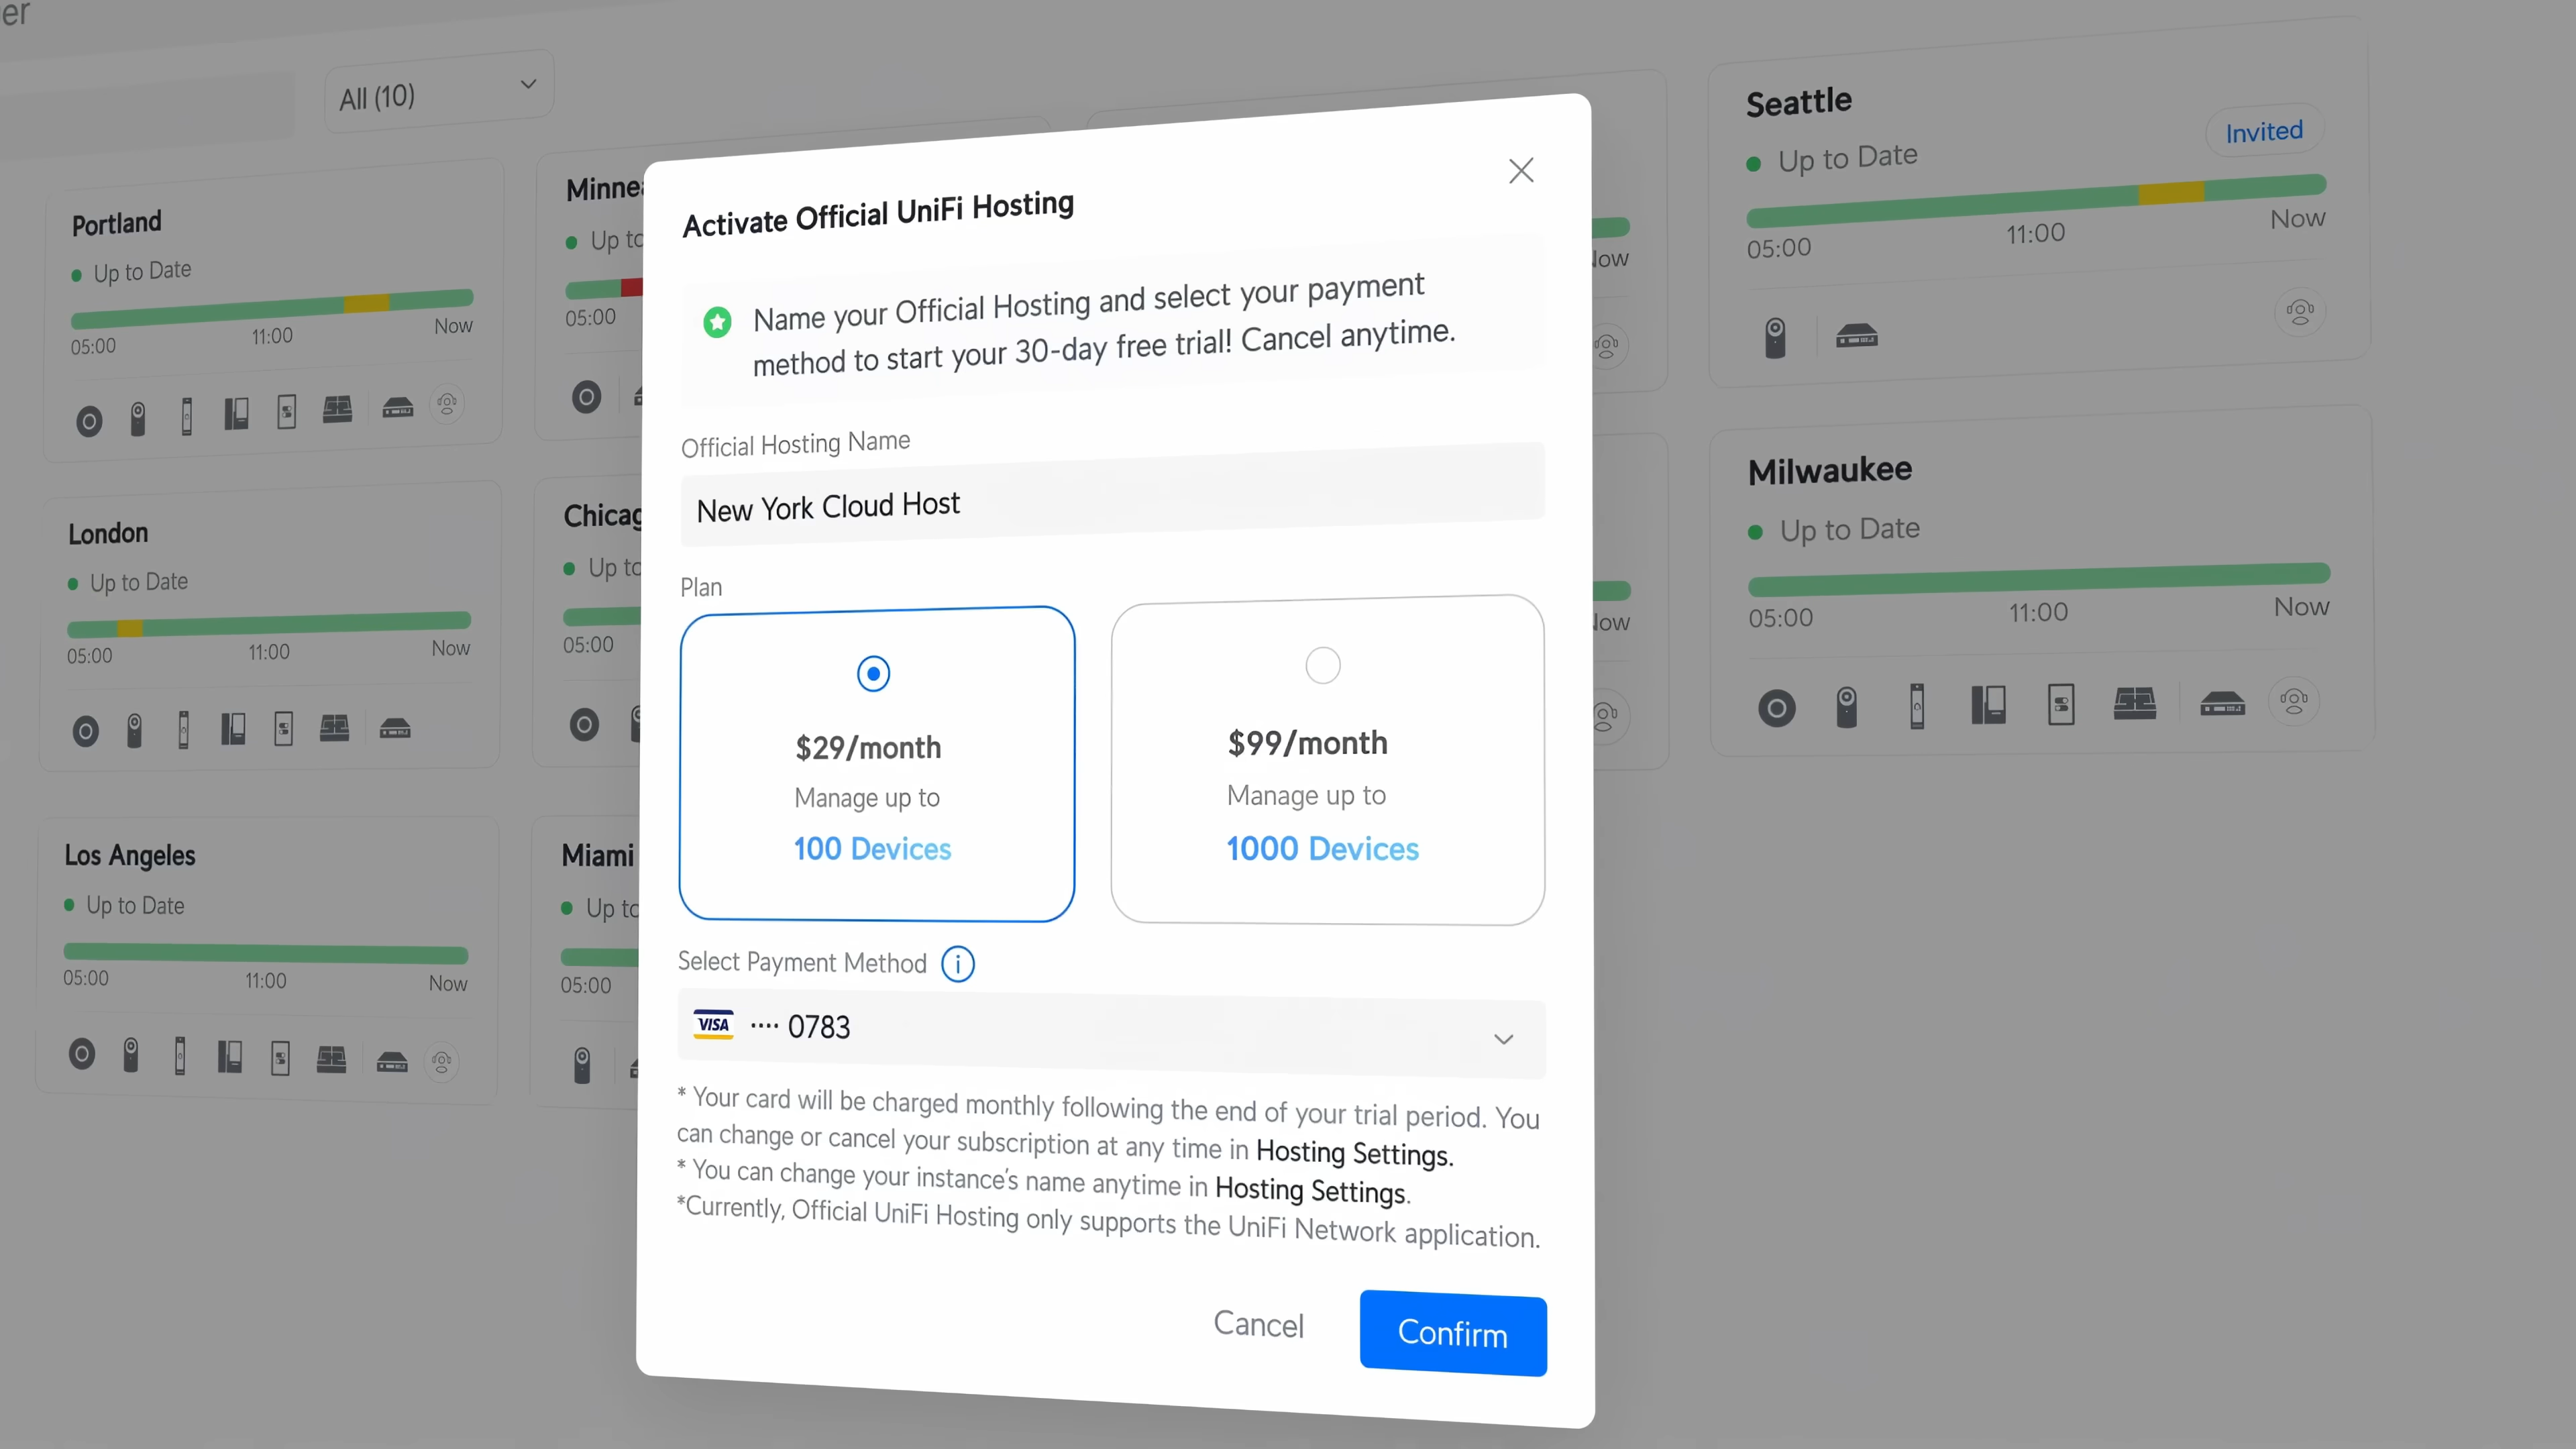 All (10)
Portland
Up to Date
05:00 11:00 Now
London
Up to Date
05:00 11:00 Now
Los Angeles
Up to Date
05:00 11:00 Now
Up to
05:00
Up to
05:00
Miami
Up to
05:00
Activate Official UniFi Hosting
Name your Official Hosting and select your payment
method to start your 30-day free trial! Cancel anytime.
Official Hosting Name
New York Cloud Host
Plan
$29/month
Manage up to
100 Devices
$99/month
Manage up to
1000 Devices
Select Payment Method
VISA •••• 0783
* Your card will be charged monthly following the end of your trial period. You
can change or cancel your subscription at any time in Hosting Settings.
* You can change your instance's name anytime in Hosting Settings.
*Currently, Official UniFi Hosting only supports the UniFi Network application.
Cancel
Confirm
Seattle
Invited
Up to Date
05:00 11:00 Now
Milwaukee
Up to Date
05:00 11:00 Now